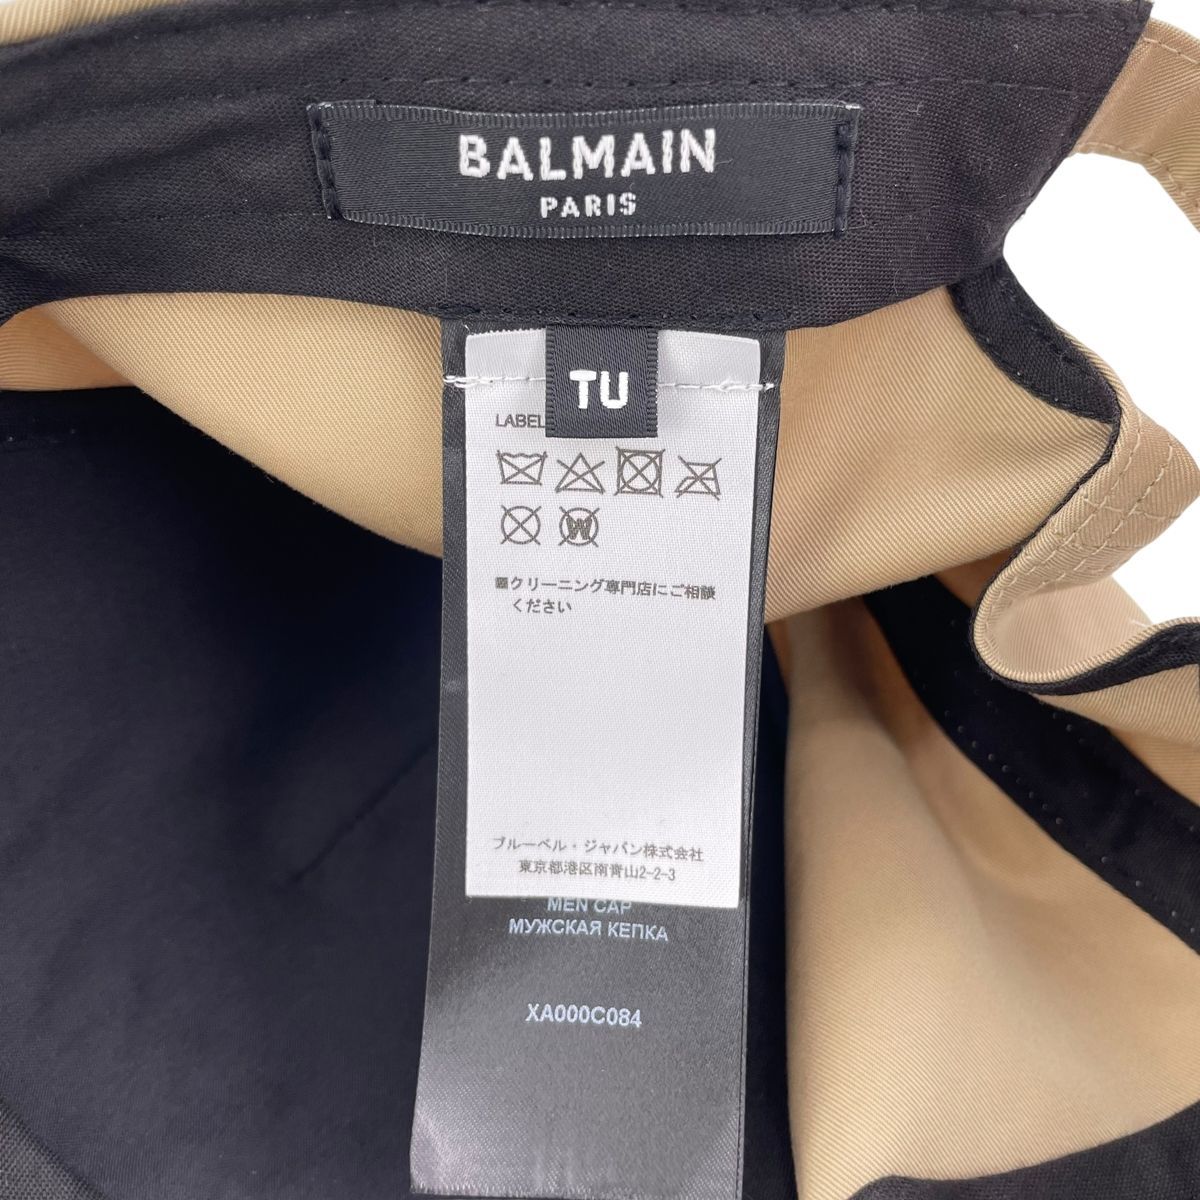 BALMAIN
PARIS
TU
LABEL
W
■クリーニング専門店にご相談
ください
ブルーベル・ジャパン株式会社
東京都港区南青山2-2-3
MEN CAP
МУЖСКАЯ КЕПКА
XA000C084